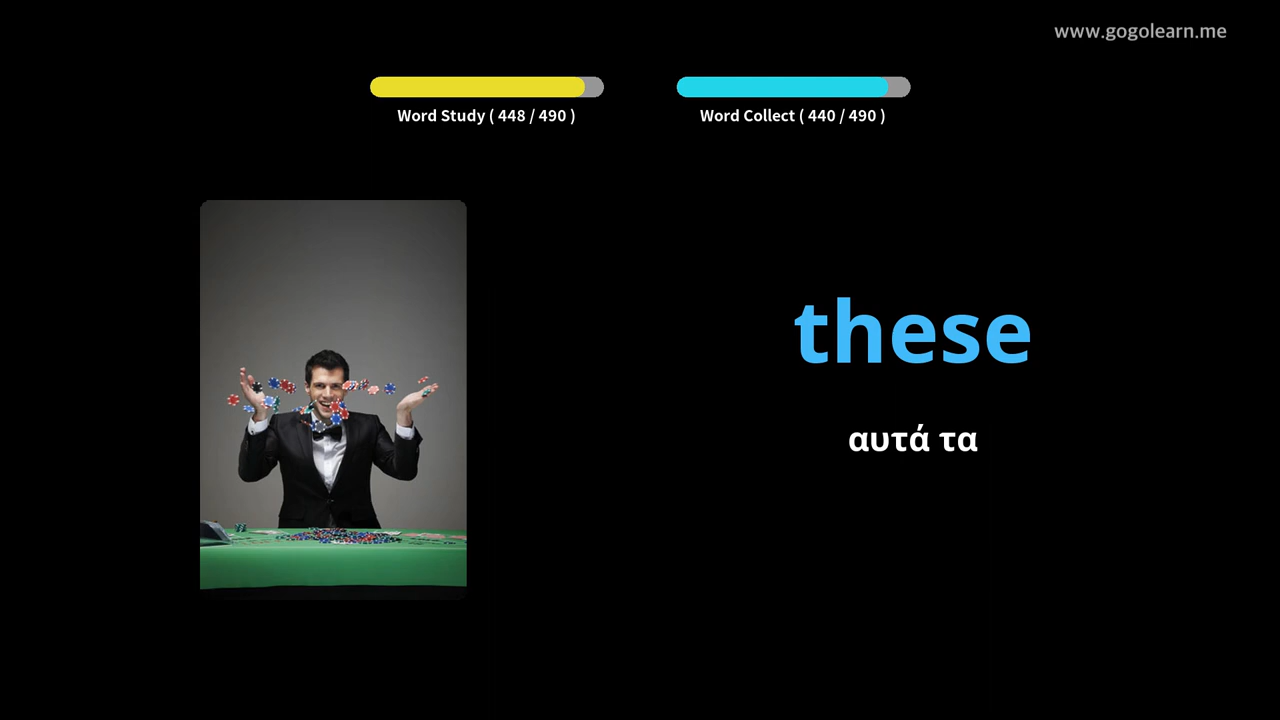 www.gogolearn.me
Word Study ( 448 / 490 )
Word Collect ( 440 / 490 )
these
αυτά τα